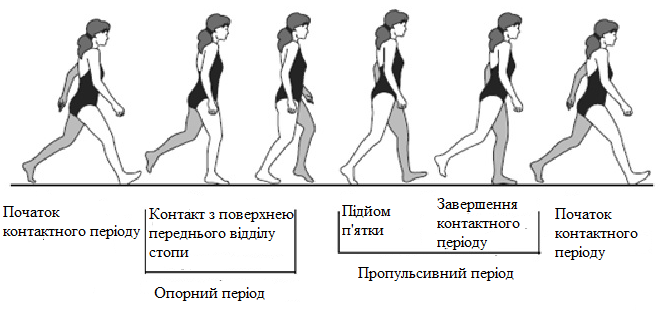 Початок
контактного періоду
Контакт з поверхнею
переднього відділу
стопи
Підйом
п'ятки
Завершення
контактного
періоду
Початок
контактного
періоду
Опорний період
Пропульсивний період